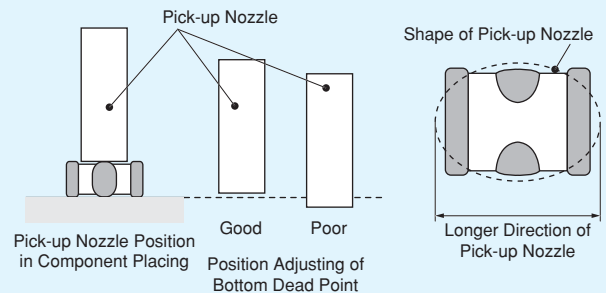 Pick-up Nozzle
Shape of Pick-up Nozzle
Good
Poor
Pick-up Nozzle Position
in Component Placing
Position Adjusting of
Bottom Dead Point
Longer Direction of
Pick-up Nozzle